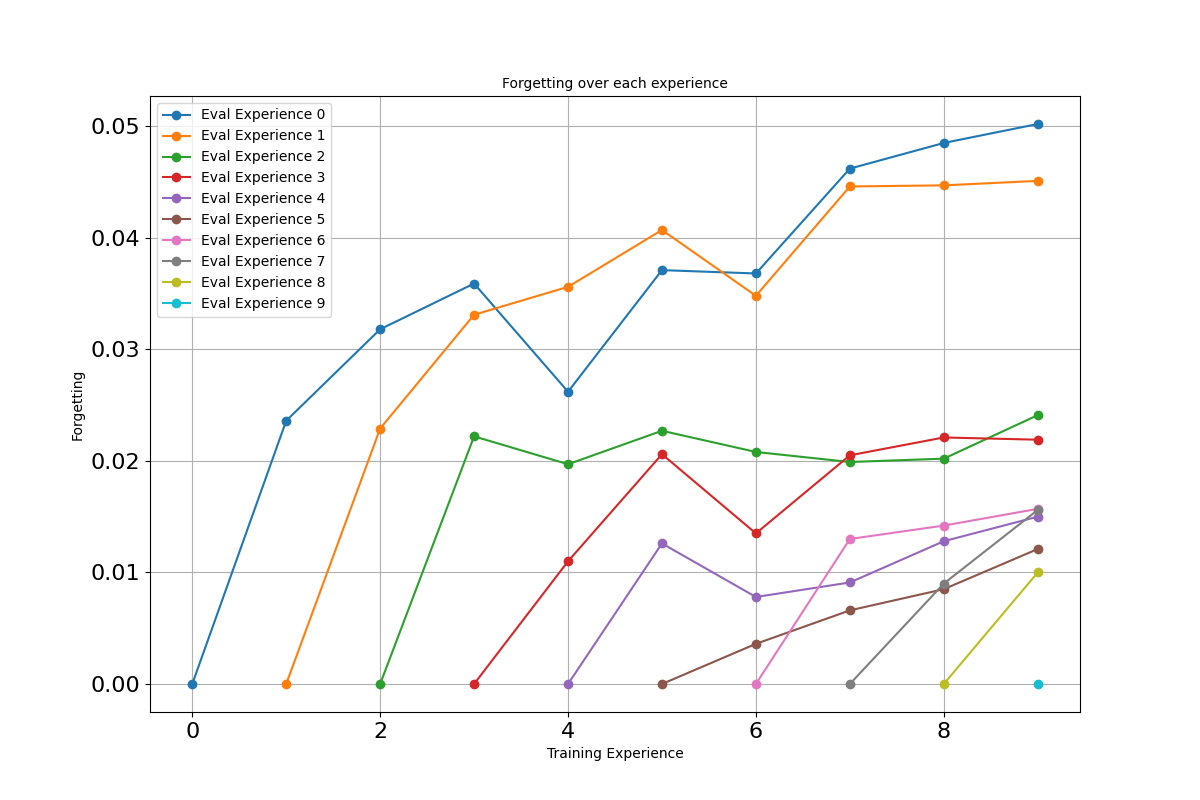 Forgetting over each experience
Eval Experience 0
Eval Experience 1
Eval Experience 2
Eval Experience 3
Eval Experience 4
Eval Experience 5
Eval Experience 6
Eval Experience 7
Eval Experience 8
Eval Experience 9
0.05
0.04
0.03
0.02
0.01
0.00
Forgetting
0 2 4 6 8
Training Experience